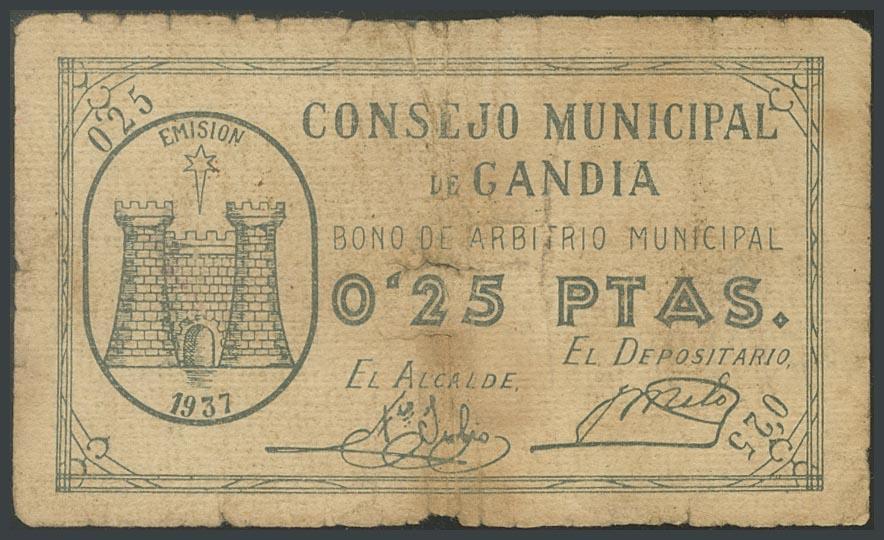 0'25
EMISION
1937
CONSEJO MUNICIPAL
DE GANDIA
BONO DE ARBITRIO MUNICIPAL
0'25 PTAS.
EL ALCALDE,
EL DEPOSITARIO,
0'25